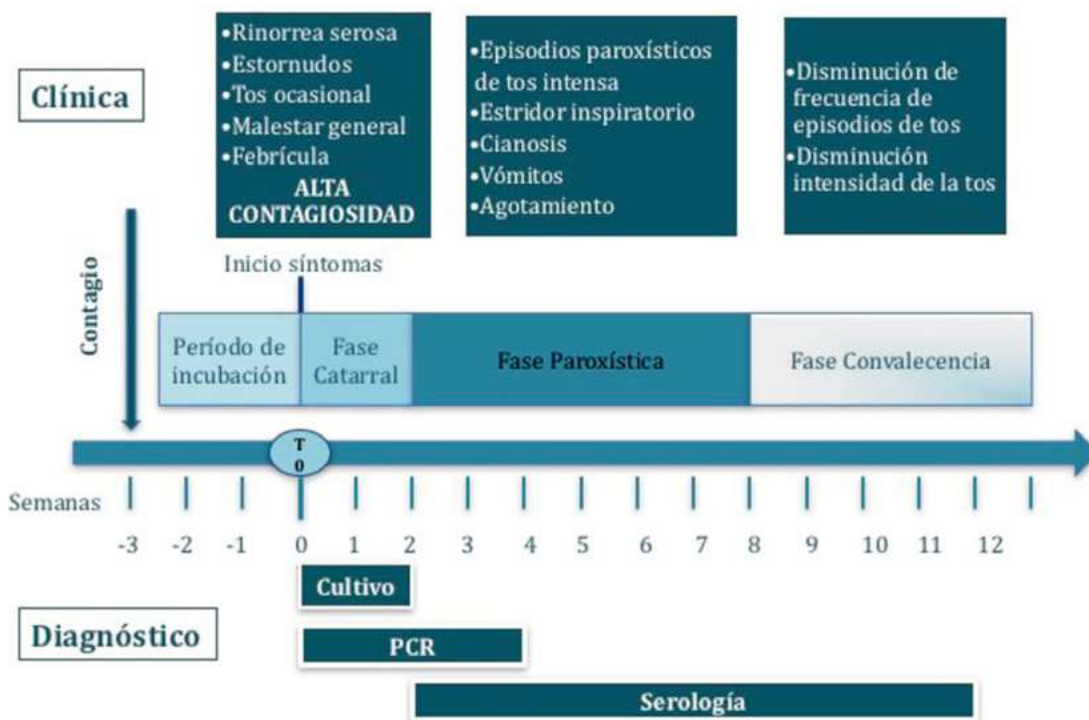 Clínica
•Rinorrea serosa
•Estornudos
•Tos ocasional
•Malestar general
•Febrícula
ALTA
CONTAGIOSIDAD
•Episodios paroxísticos
de tos intensa
•Estridor inspiratorio
•Cianosis
•Vómitos
•Agotamiento
•Disminución de
frecuencia de
episodios de tos
•Disminución
intensidad de la tos
Contagio
Inicio síntomas
Período de
incubación
Fase
Catarral
Fase Paroxística
Fase Convalecencia
T
0
Semanas
-3 -2 -1 0 1 2 3 4 5 6 7 8 9 10 11 12
Diagnóstico
Cultivo
PCR
Serología